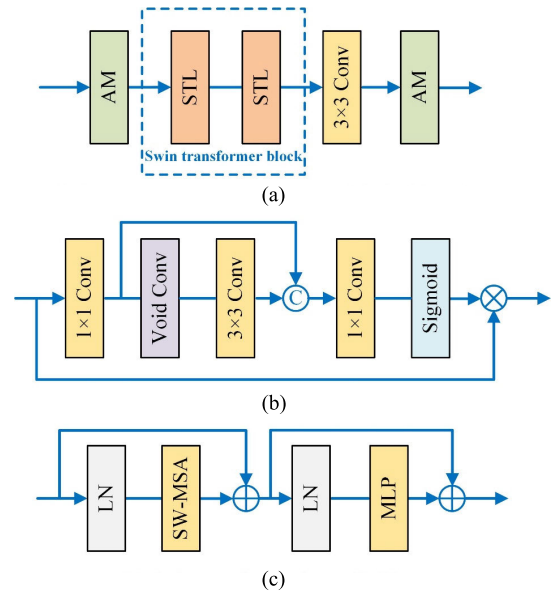 AM
STL
STL
3×3 Conv
AM
Swin transformer block
(a)
1×1 Conv
Void Conv
3×3 Conv
C
1×1 Conv
Sigmoid
(b)
LN
SW-MSA
LN
MLP
(c)